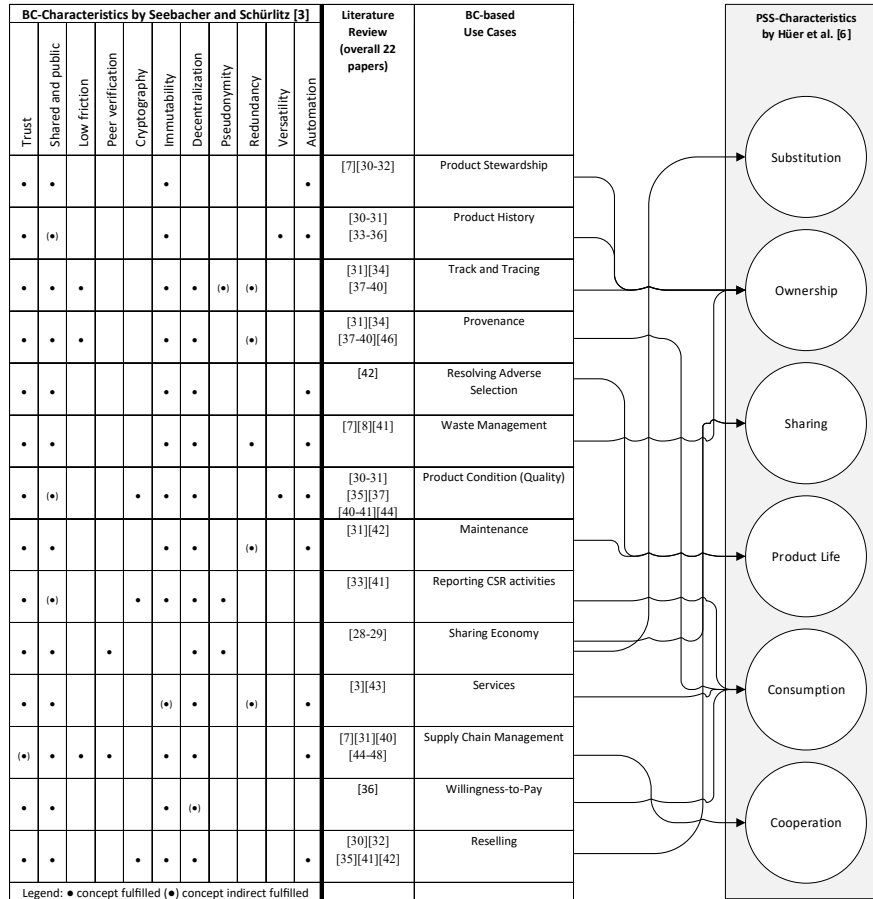 BC-Characteristics by Seebacher and Schürlitz [3]
Literature
Review
(overall 22
papers)
BC-based
Use Cases
PSS-Characteristics
by Hüer et al. [6]
Trust
Shared and public
Low friction
Peer verification
Cryptography
Immutability
Decentralization
Pseudonymity
Redundancy
Versatility
Automation
• • • • [7][30-32] Product Stewardship
• (•) • • • [30-31]
[33-36] Product History
• • • • • (•) (•) [31][34]
[37-40] Track and Tracing
• • • • • (•) [31][34]
[37-40][46] Provenance
• • • • • [42] Resolving Adverse
Selection
• • • • • • [7][8][41] Waste Management
• (•) • • • • • [30-31]
[35][37]
[40-41][44] Product Condition (Quality)
• • • • (•) • [31][42] Maintenance
• (•) • • • • [33][41] Reporting CSR activities
• • • • • [28-29] Sharing Economy
• • (•) (•) • [3][43] Services
(•) • • • • • • [7][31][40]
[44-48] Supply Chain Management
• • • (•) [36] Willingness-to-Pay
• • • • • • [30][32]
[35][41][42] Reselling
Legend: • concept fulfilled (•) concept indirect fulfilled
Substitution
Ownership
Sharing
Product Life
Consumption
Cooperation